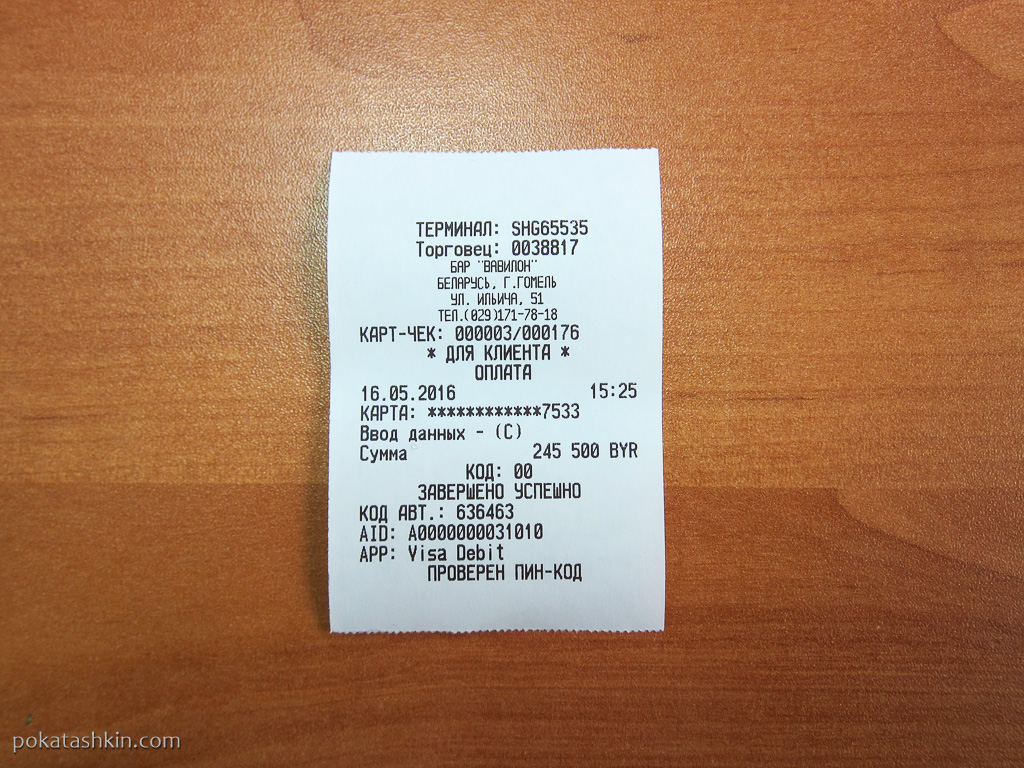 ТЕРМИНАЛ: SHG65535
Торговец: 0038817
БАР "ВАВИЛОН"
БЕЛАРУСЬ, Г.ГОМЕЛЬ
УЛ. ИЛЬИЧА, 51
ТЕЛ.(029)171-78-18
КАРТ-ЧЕК: 000003/000176
* ДЛЯ КЛИЕНТА *
ОПЛАТА
16.05.2016 15:25
КАРТА: ************7533
Ввод данных - (C)
Сумма 245 500 BYR
КОД: 00
ЗАВЕРШЕНО УСПЕШНО
КОД АВТ.: 636463
AID: A0000000031010
APP: Visa Debit
ПРОВЕРЕН ПИН-КОД
pokatashkin.com